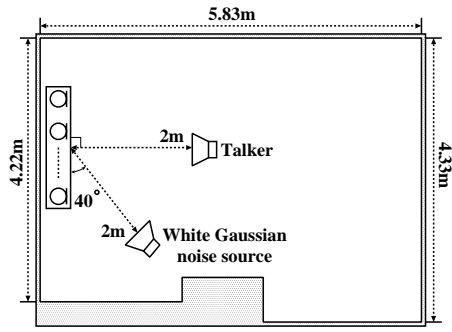 5.83m
4.22m
2m
Talker
4.33m
40°
2m
White Gaussian
noise source